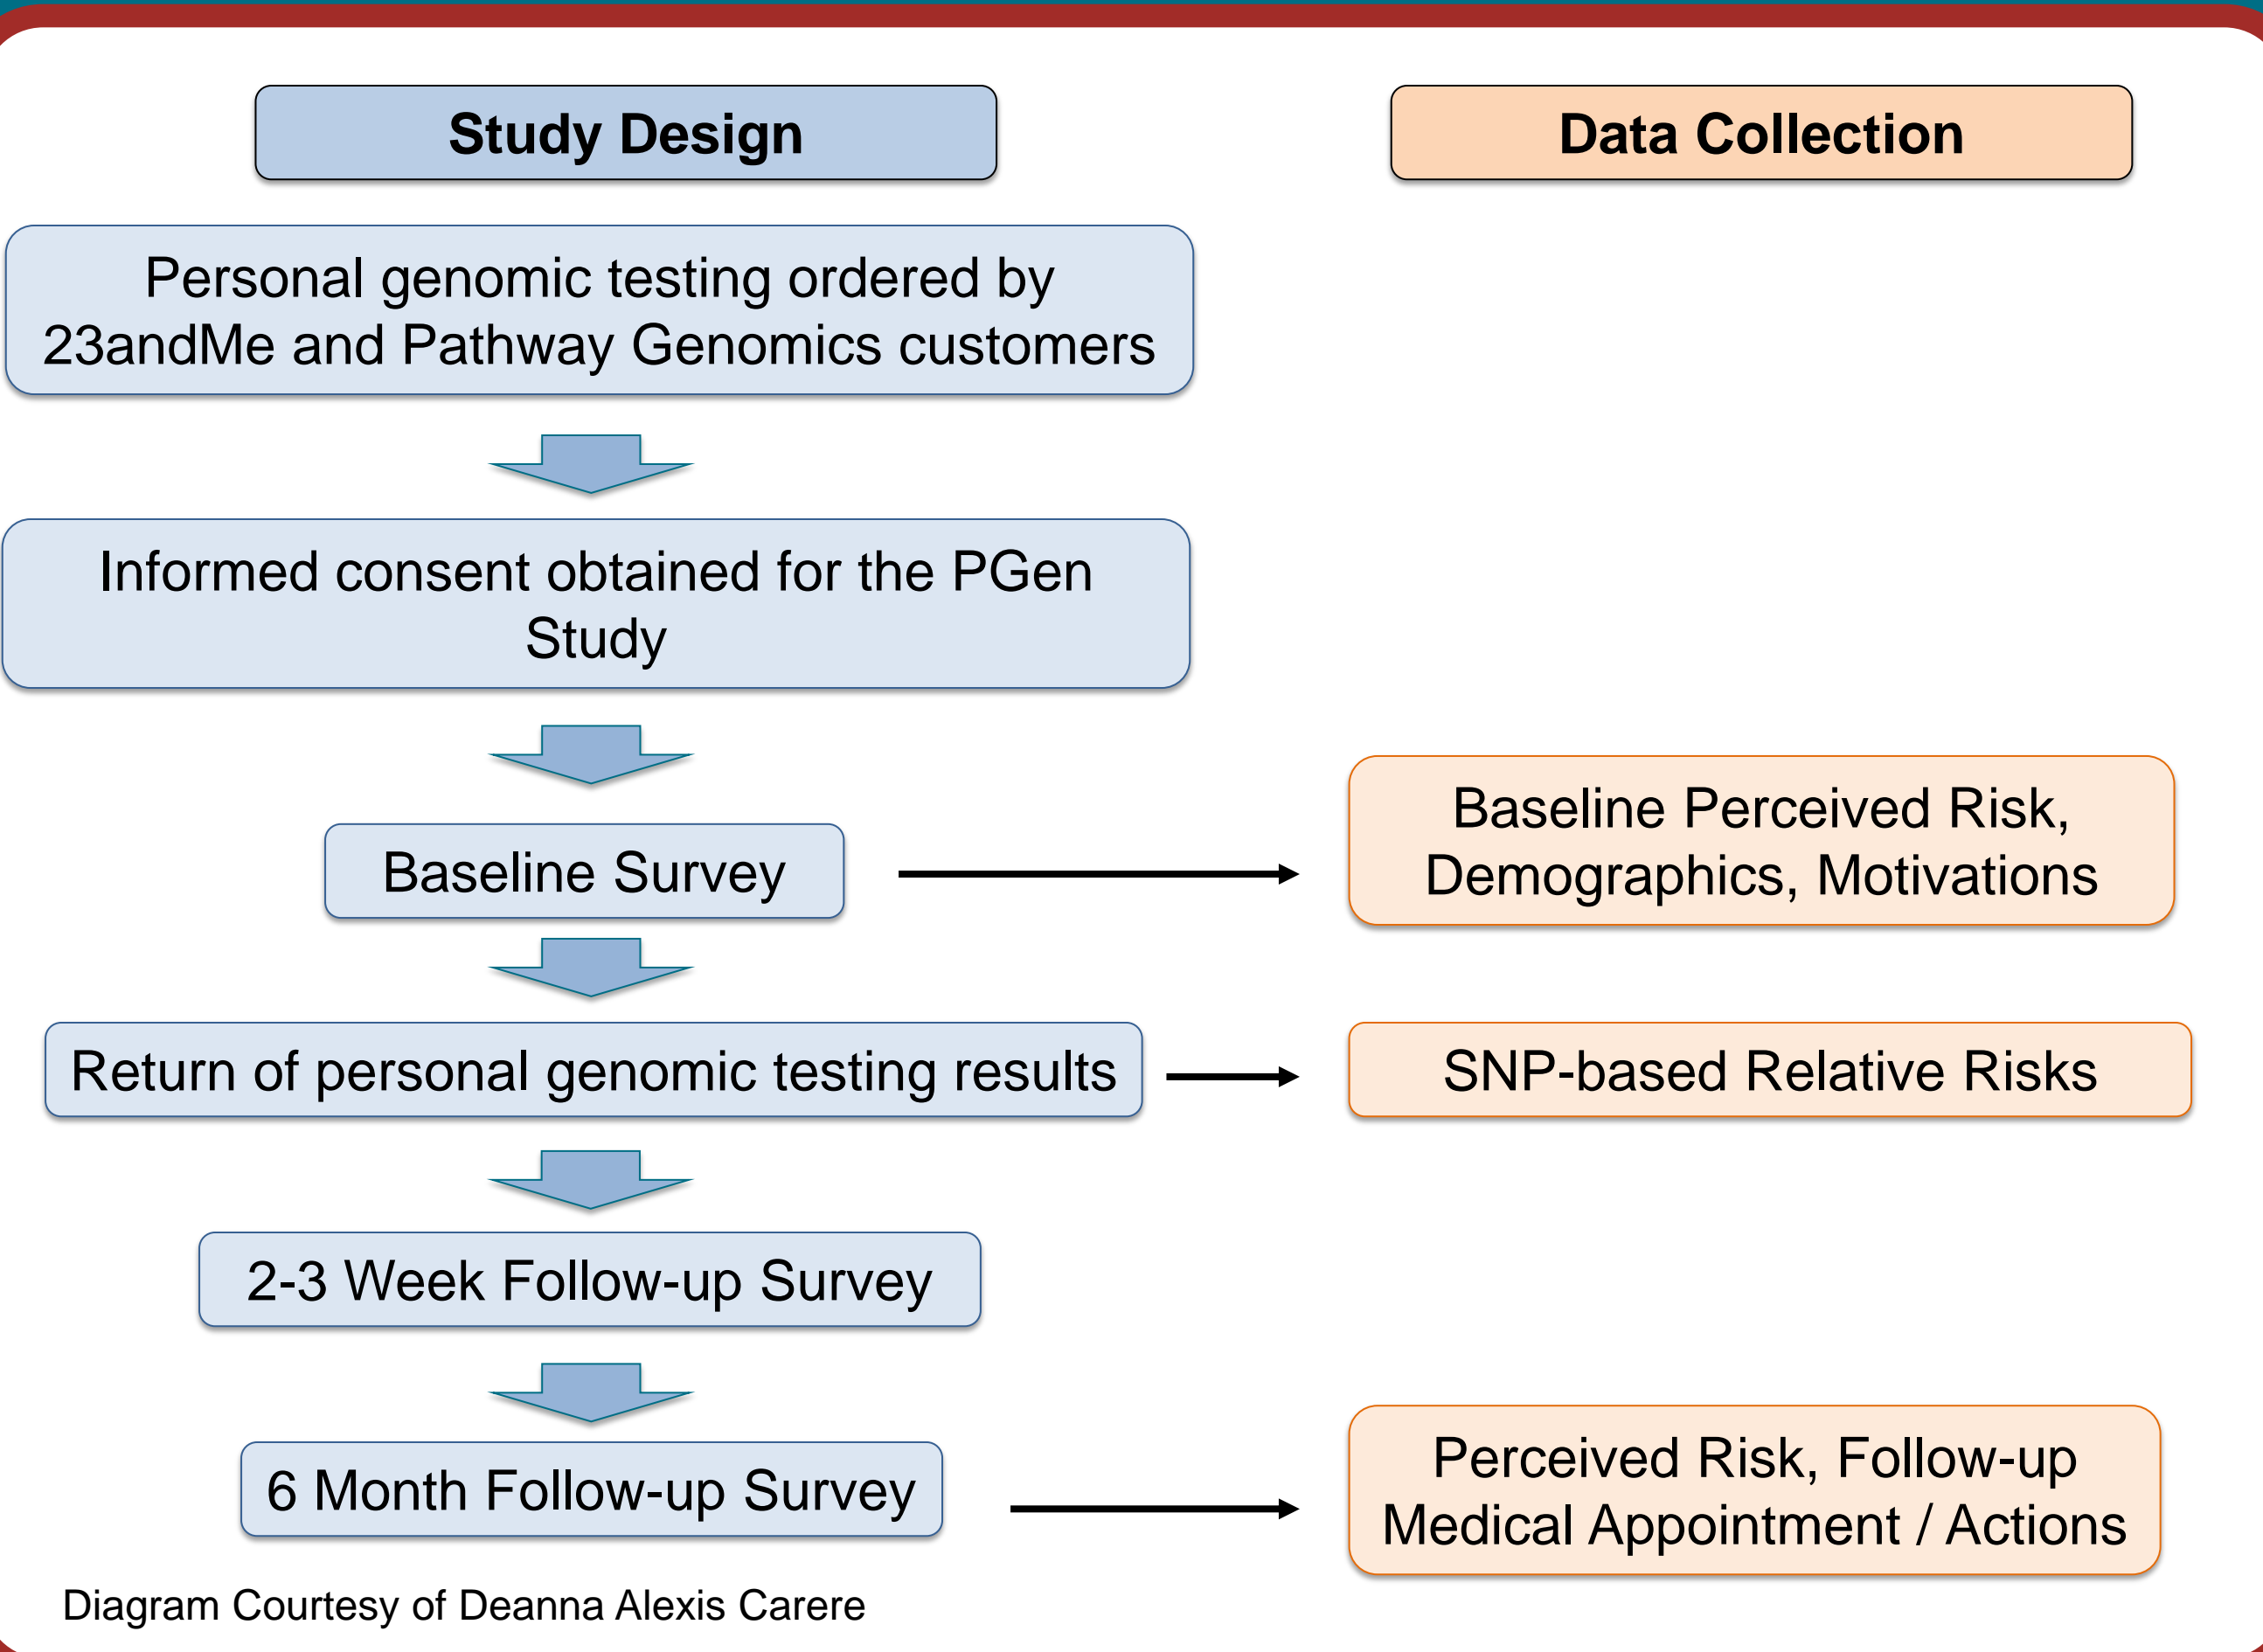 Study Design
Data Collection
Personal genomic testing ordered by
23andMe and Pathway Genomics customers
Informed consent obtained for the PGen
Study
Baseline Survey
Baseline Perceived Risk,
Demographics, Motivations
Return of personal genomic testing results
SNP-based Relative Risks
2-3 Week Follow-up Survey
6 Month Follow-up Survey
Perceived Risk, Follow-up
Medical Appointment / Actions
Diagram Courtesy of Deanna Alexis Carere